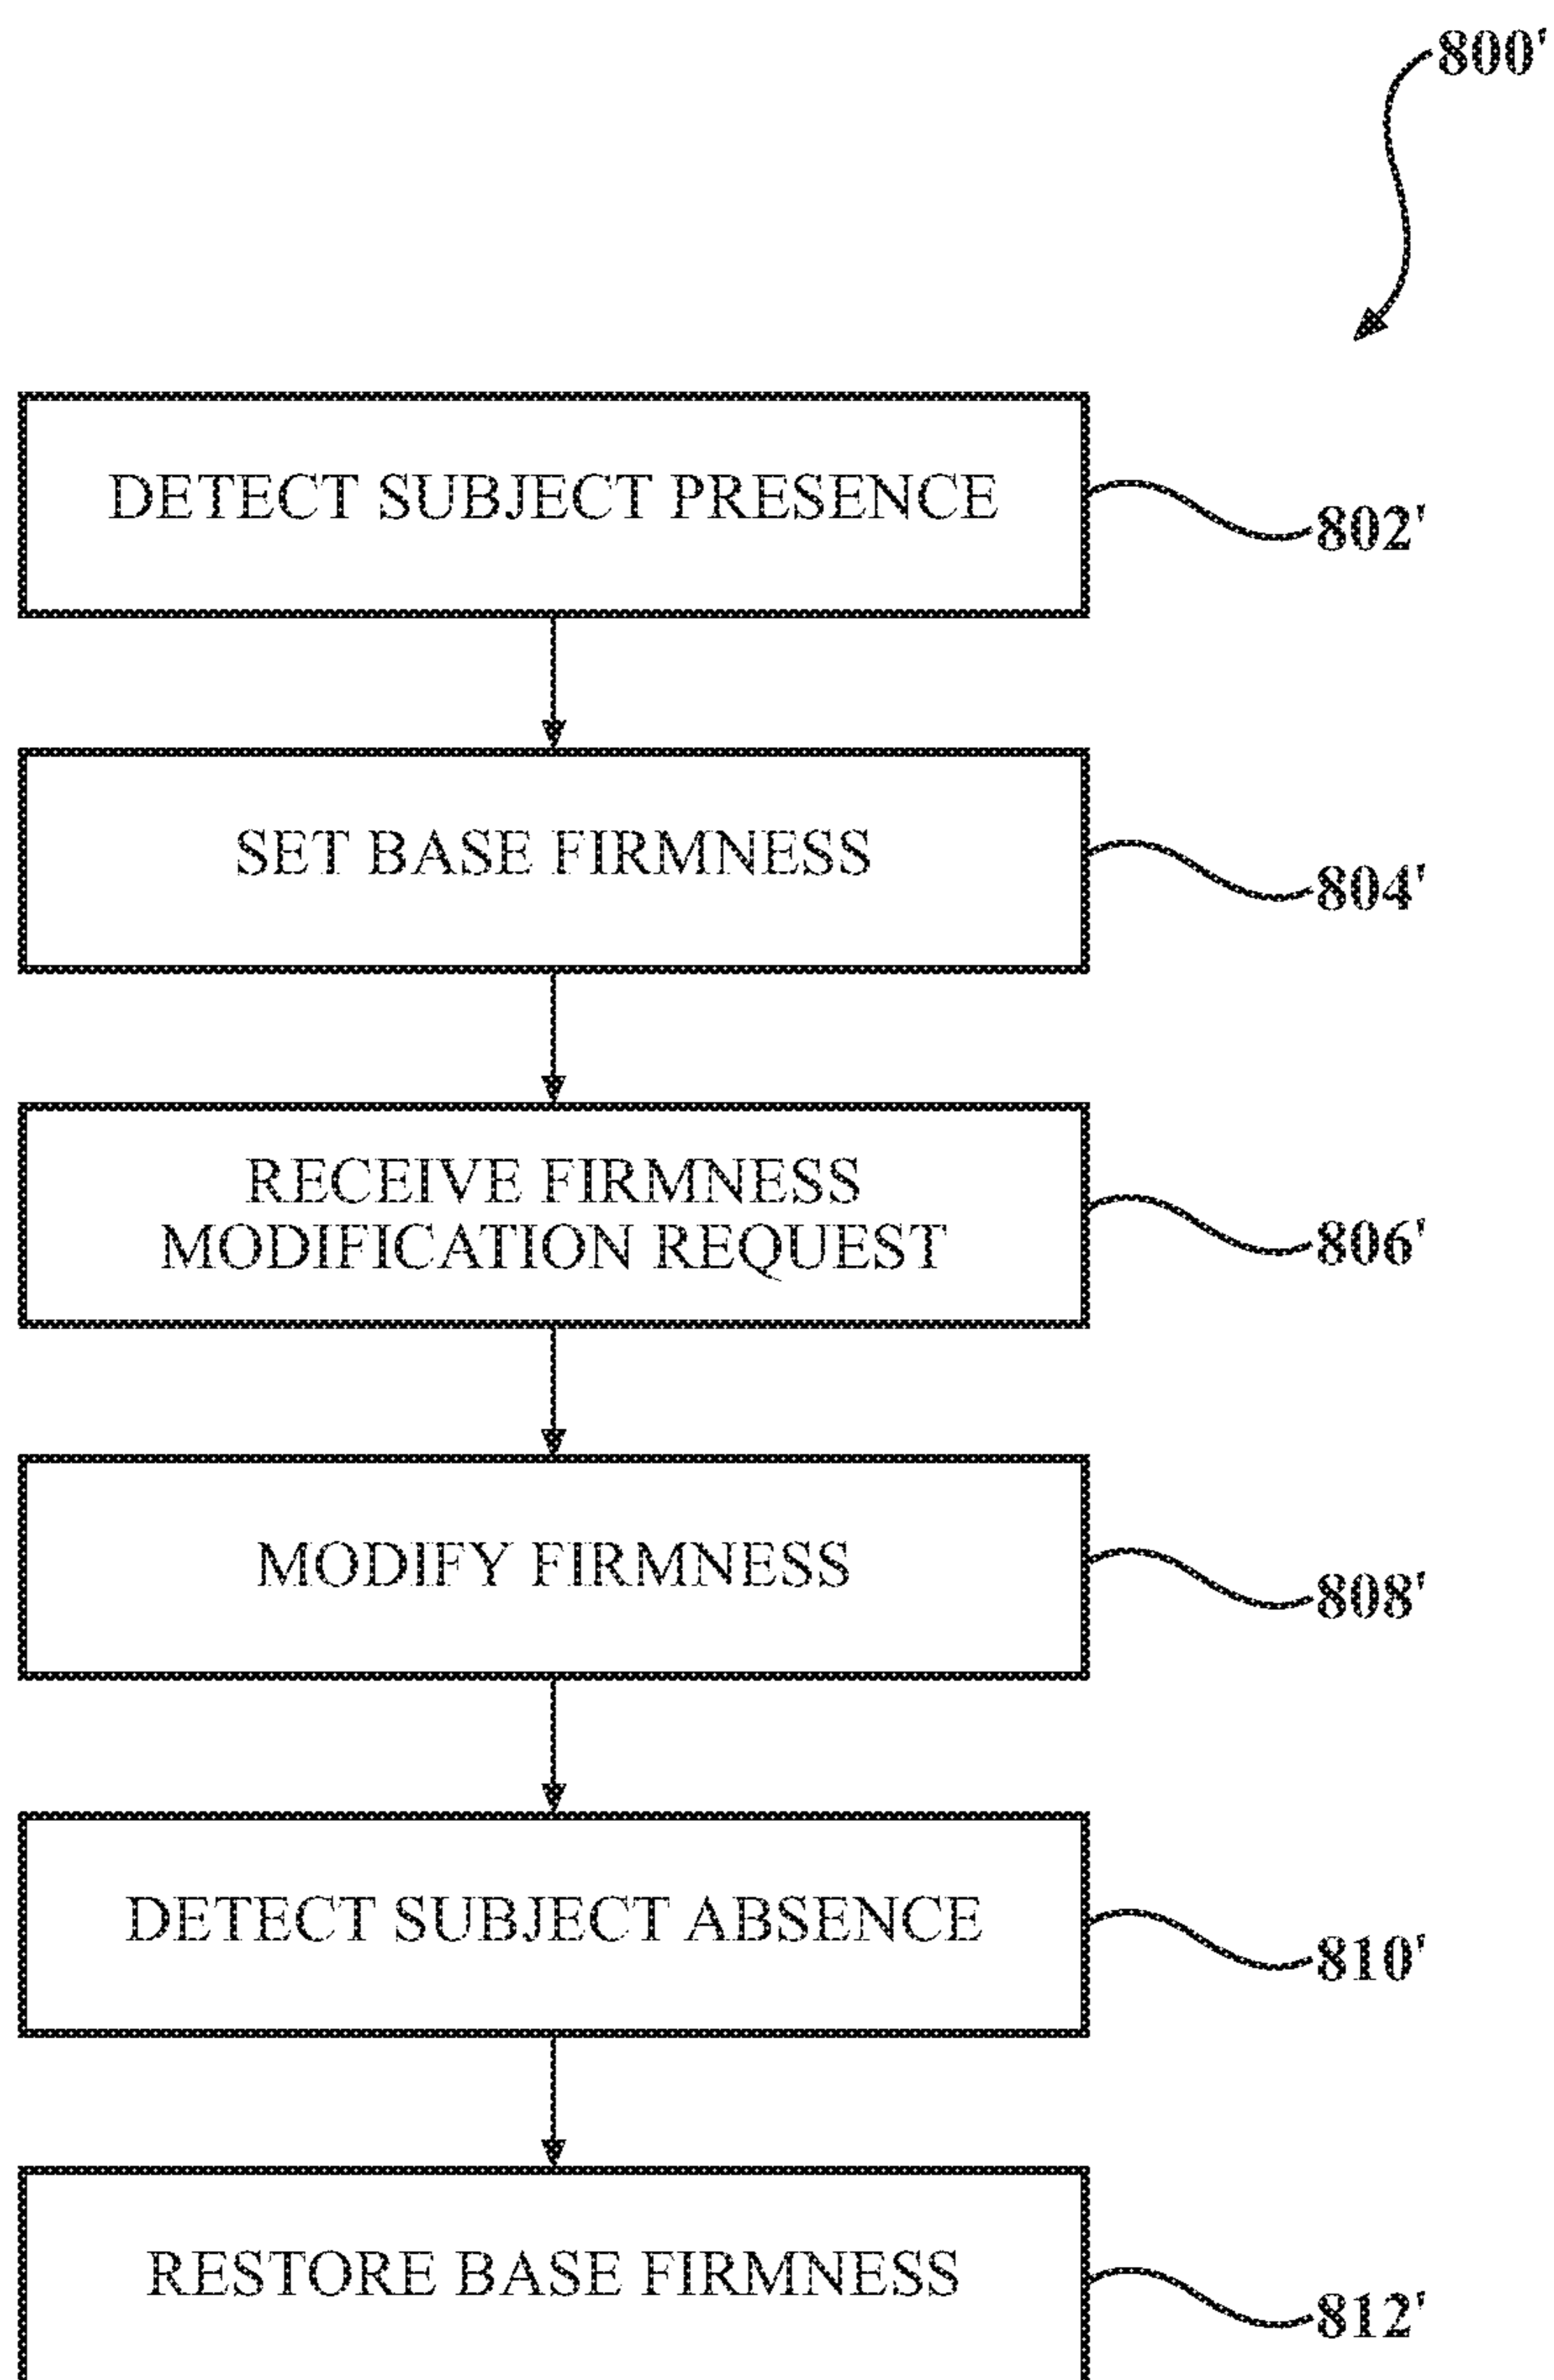 800'
DETECT SUBJECT PRESENCE
802'
SET BASE FIRMNESS
804'
RECEIVE FIRMNESS
MODIFICATION REQUEST
806'
MODIFY FIRMNESS
808'
DETECT SUBJECT ABSENCE
810'
RESTORE BASE FIRMNESS
812'